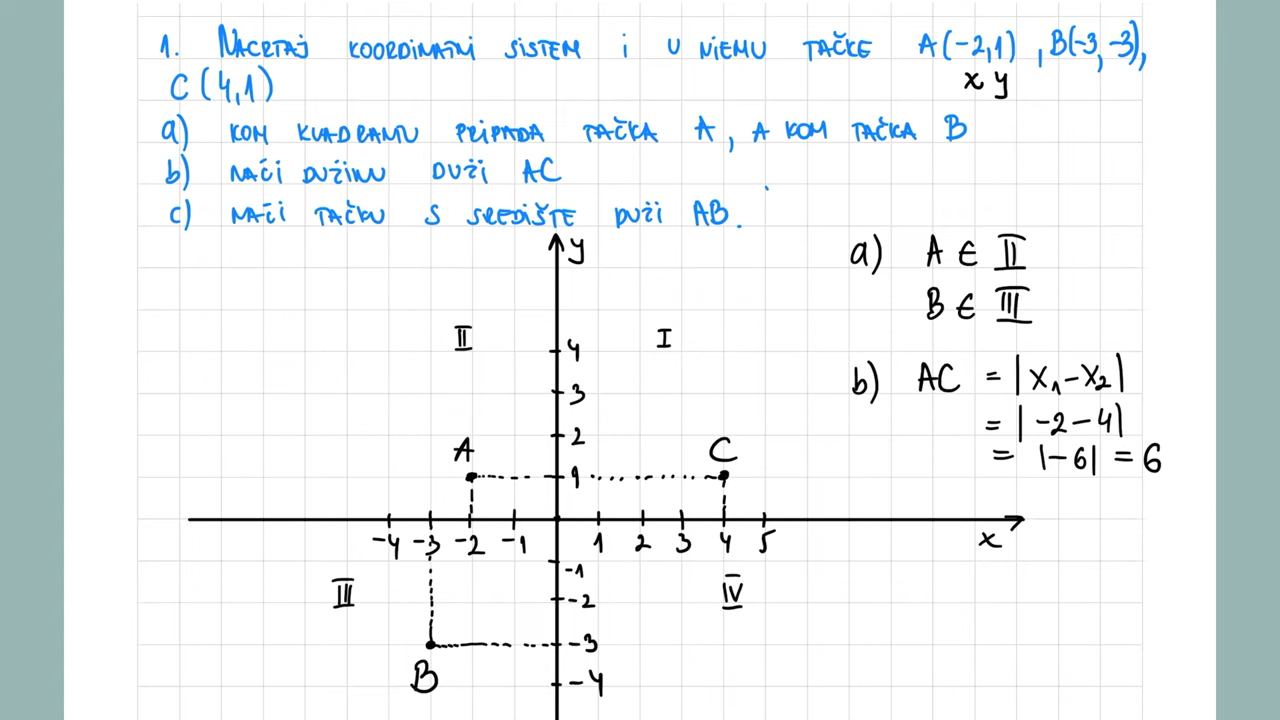 1. NACRTAJ KOORDINATNI SISTEM I U NJEMU TAČKE A(-2,1), B(-3,-3),
x y
C(4,1)
a) KOM KVADRANTU PRIPADA TAČKA A, A KOM TAČKA B
b) NAĆI DUŽINU DUŽI AC
c) NAĆI TAČKU S SREDIŠTE DUŽI AB.
y
a) A ∈ II
B ∈ III
II I
4
b) AC = |x₁-x₂|
3
= |-2-4|
2
= |-6| = 6
A C
1
-4 -3 -2 -1 1 2 3 4 5 x
-1
III IV
-2
-3
B
-4